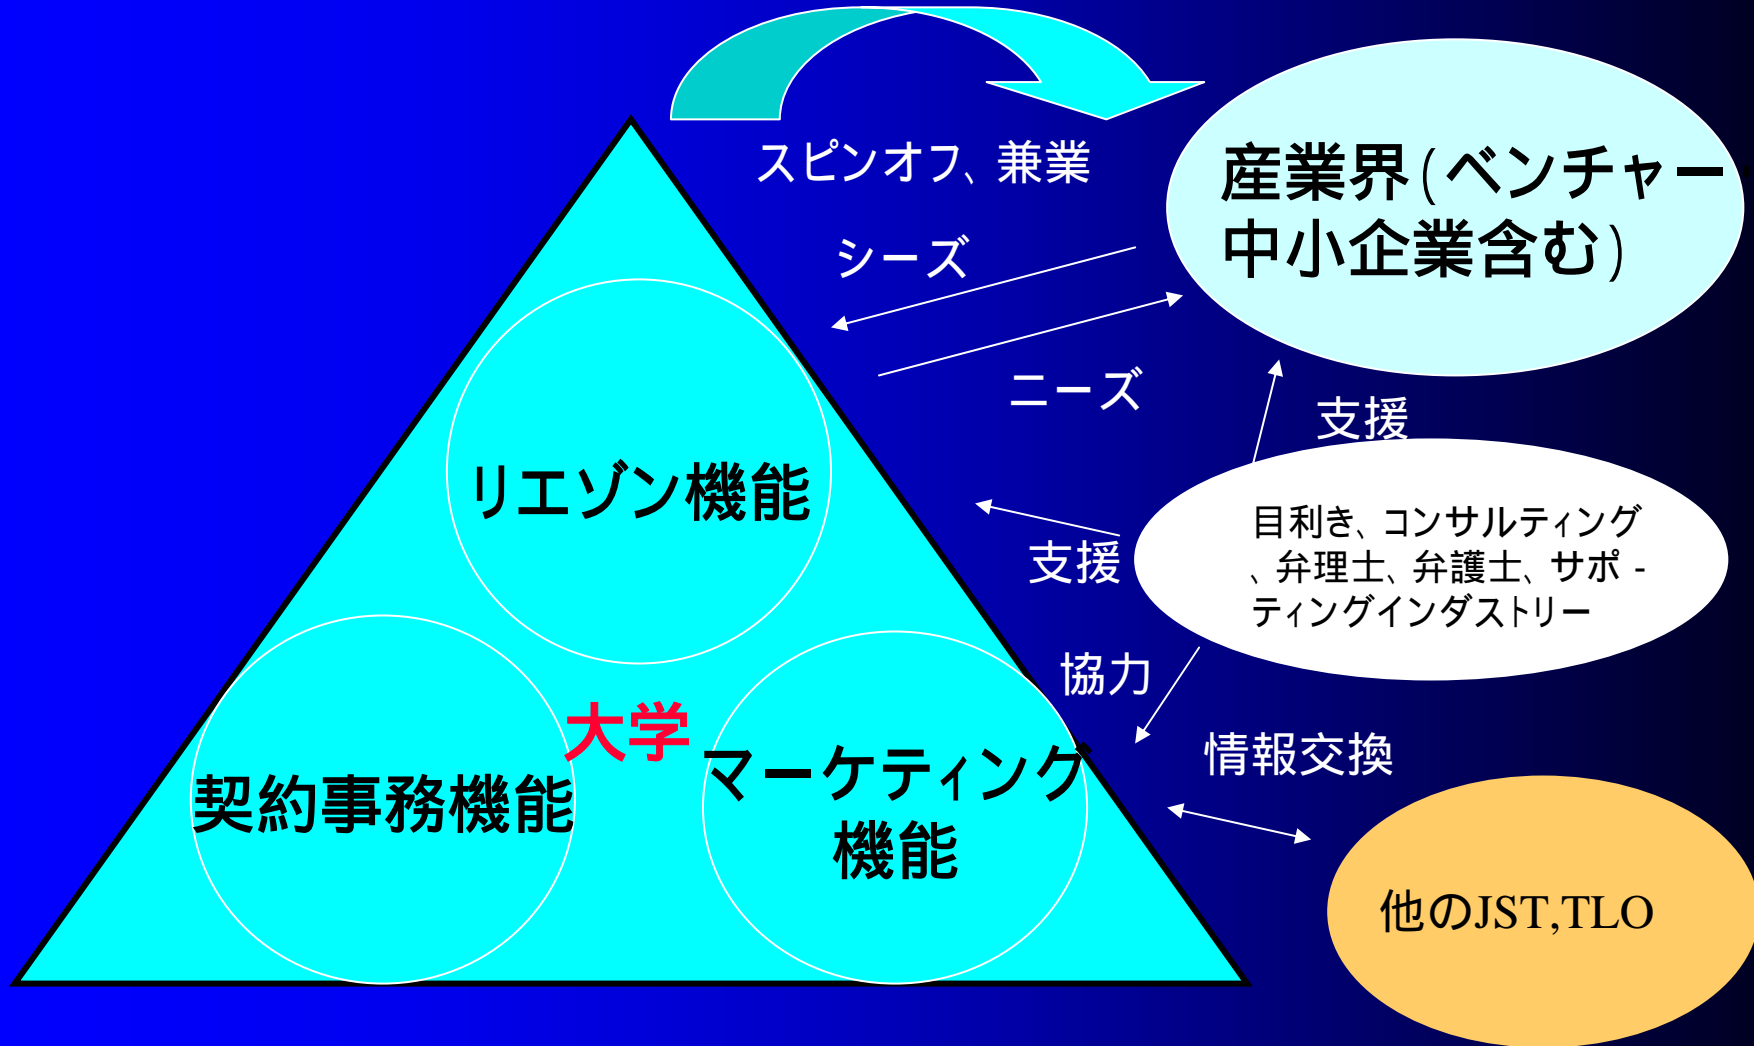 スピンオフ、兼業
産業界(ベンチャー
中小企業含む)
シーズ
ニーズ
支援
リエゾン機能
目利き、コンサルティング
、弁理士、弁護士、サポ-
ティングインダストリー
支援
協力
大学
情報交換
マーケティング
機能
契約事務機能
他のJST,TLO